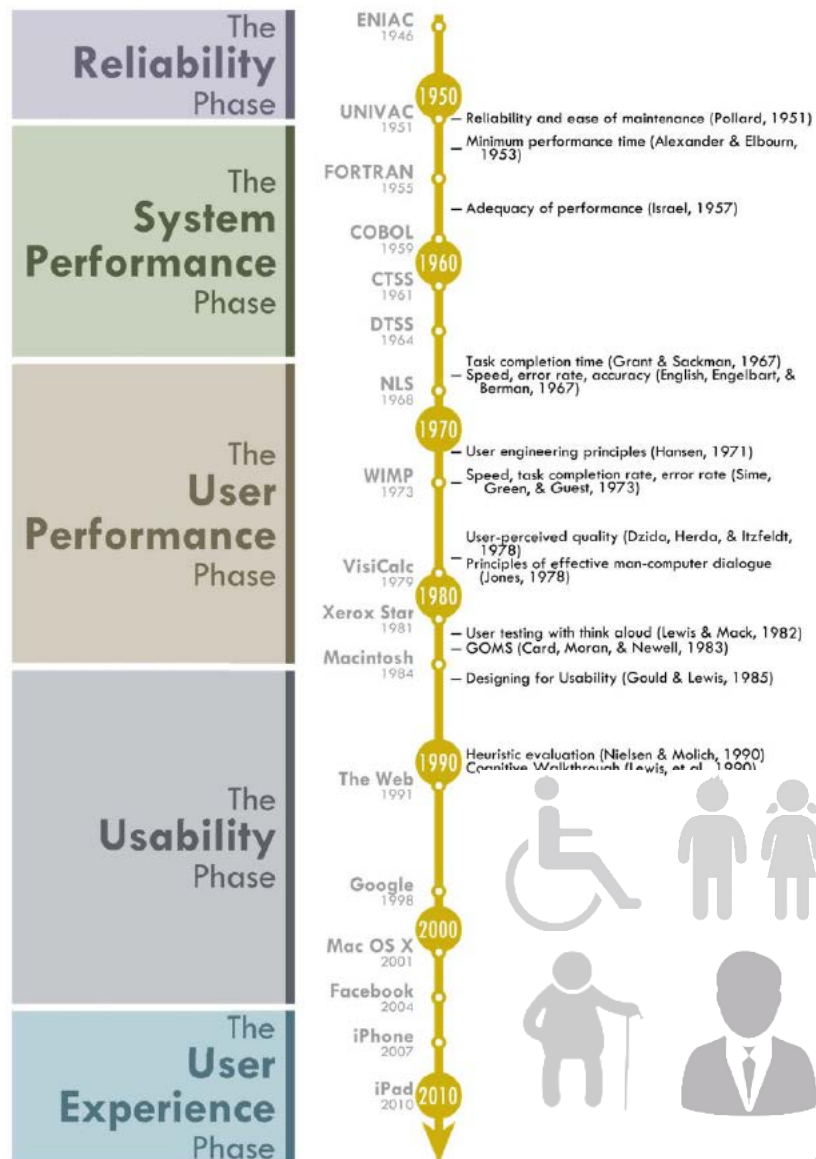 The
Reliability
Phase
The
System
Performance
Phase
The
User
Performance
Phase
The
Usability
Phase
The
User
Experience
Phase
ENIAC
1946
1950
UNIVAC
1951
FORTRAN
1955
COBOL
1959
1960
CTSS
1961
DTSS
1964
NLS
1968
1970
WIMP
1973
VisiCalc
1979
1980
Xerox Star
1981
Macintosh
1984
1990
The Web
1991
Google
1998
2000
Mac OS X
2001
Facebook
2004
iPhone
2007
iPad
2010
2010
Reliability and ease of maintenance (Pollard, 1951)
Minimum performance time (Alexander & Elbourn,
1953)
Adequacy of performance (Israel, 1957)
Task completion time (Grant & Sackman, 1967)
Speed, error rate, accuracy (English, Engelbart, &
Berman, 1967)
User engineering principles (Hansen, 1971)
Speed, task completion rate, error rate (Sime,
Green, & Guest, 1973)
User-perceived quality (Dzida, Herda, & Itzfeldt,
1978)
Principles of effective man-computer dialogue
(Jones, 1978)
User testing with think aloud (Lewis & Mack, 1982)
GOMS (Card, Moran, & Newell, 1983)
Designing for Usability (Gould & Lewis, 1985)
Heuristic evaluation (Nielsen & Molich, 1990)
Cognitive Walkthrough (Lewis, et al., 1990)